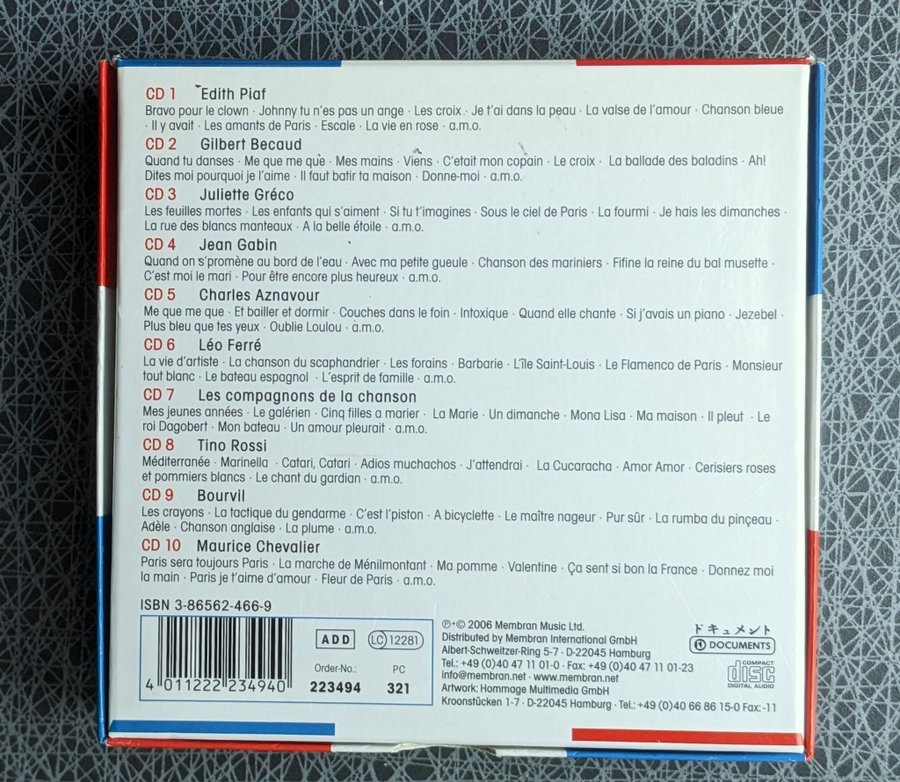 CD 1 Edith Piaf
Bravo pour le clown · Johnny tu n'es pas un ange · Les croix · Je t'ai dans la peau · La valse de l'amour · Chanson bleue
· Il y avait · Les amants de Paris · Escale · La vie en rose · a.m.o.
CD 2 Gilbert Becaud
Quand tu danses · Me que me què · Mes mains · Viens · C'etait mon copain · Le croix · La ballade des baladins · Ah!
Dites moi pourquoi je l'aime · Il faut batir ta maison · Donne-moi · a.m.o.
CD 3 Juliette Gréco
Les feuilles mortes · Les enfants qui s'aiment · Si tu t'imagines · Sous le ciel de Paris · La fourmi · Je hais les dimanches ·
La rue des blancs manteaux · A la belle étoile · a.m.o.
CD 4 Jean Gabin
Quand on s'promène au bord de l'eau · Avec ma petite gueule · Chanson des mariniers · Fifine la reine du bal musette ·
C'est moi le mari · Pour être encore plus heureux · a.m.o.
CD 5 Charles Aznavour
Me que me que · Et bailler et dormir · Couches dans le foin · Intoxique · Quand elle chante · Si j'avais un piano · Jezebel ·
Plus bleu que tes yeux · Oublie Loulou · a.m.o.
CD 6 Léo Ferré
La vie d'artiste · La chanson du scaphandrier · Les forains · Barbarie · L'île Saint-Louis · Le Flamenco de Paris · Monsieur
tout blanc · Le bateau espagnol · L'esprit de famille · a.m.o.
CD 7 Les compagnons de la chanson
Mes jeunes années · Le galérien · Cinq filles a marier · La Marie · Un dimanche · Mona Lisa · Ma maison · Il pleut · Le
roi Dagobert · Mon bateau · Un amour pleurait · a.m.o.
CD 8 Tino Rossi
Méditerranée · Marinella · Catari, Catari · Adios muchachos · J'attendrai · La Cucaracha · Amor Amor · Cerisiers roses
et pommiers blancs · Le chant du gardian · a.m.o.
CD 9 Bourvil
Les crayons · La tactique du gendarme · C'est l'piston · A bicyclette · Le maître nageur · Pur sûr · La rumba du pinçeau ·
Adèle · Chanson anglaise · La plume · a.m.o.
CD 10 Maurice Chevalier
Paris sera toujours Paris · La marche de Ménilmontant · Ma pomme · Valentine · Ça sent si bon la France · Donnez moi
la main · Paris je t'aime d'amour · Fleur de Paris · a.m.o.
ISBN 3-86562-466-9
4 011222 234940
ADD
LC 12281
Order-No.: PC
223494 321
℗+© 2006 Membran Music Ltd.
Distributed by Membran International GmbH
Albert-Schweitzer-Ring 5-7 · D-22045 Hamburg
Tel.: +49 (0)40 47 11 01-0 · Fax: +49 (0)40 47 11 01-23
info@membran.net · www.membran.net
Artwork: Hommage Multimedia GmbH
Kroonstücken 1-7 · D-22045 Hamburg · Tel.: +49 (0)40 66 86 15-0 Fax: -11
ドキュメント
DOCUMENTS
COMPACT
disc
DIGITAL AUDIO